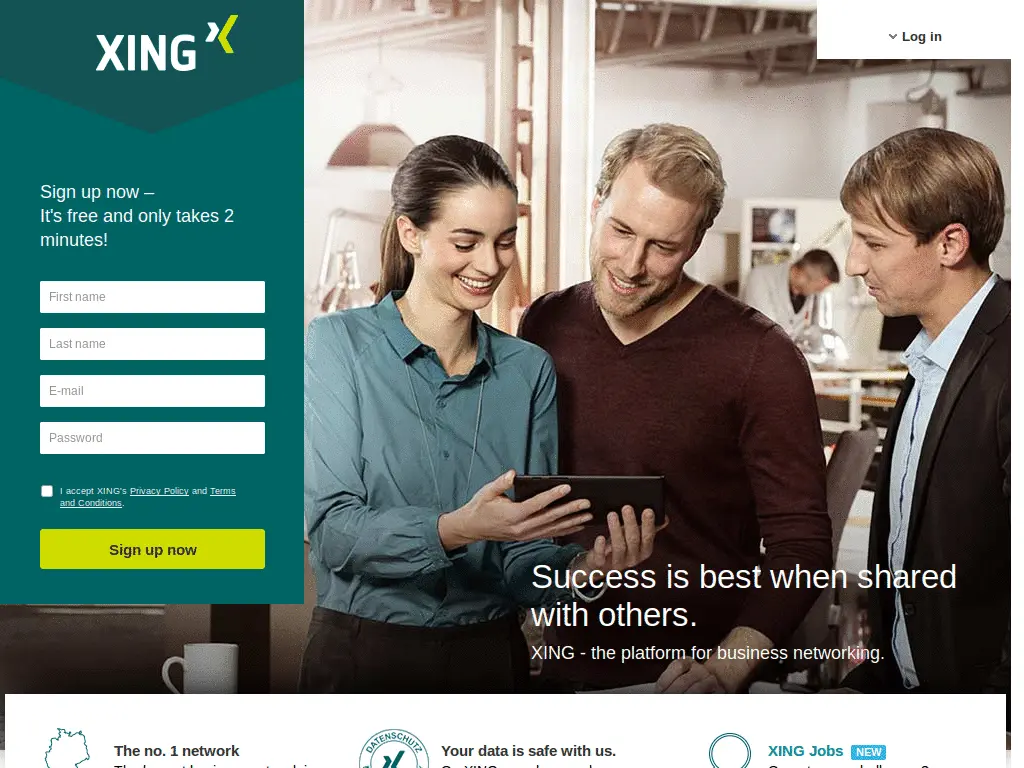 XING
Log in
Sign up now –
It's free and only takes 2
minutes!
First name
Last name
E-mail
Password
I accept XING's Privacy Policy and Terms
and Conditions.
Sign up now
Success is best when shared
with others.
XING - the platform for business networking.
The no. 1 network
DATENSCHUTZ
Your data is safe with us.
XING Jobs NEW